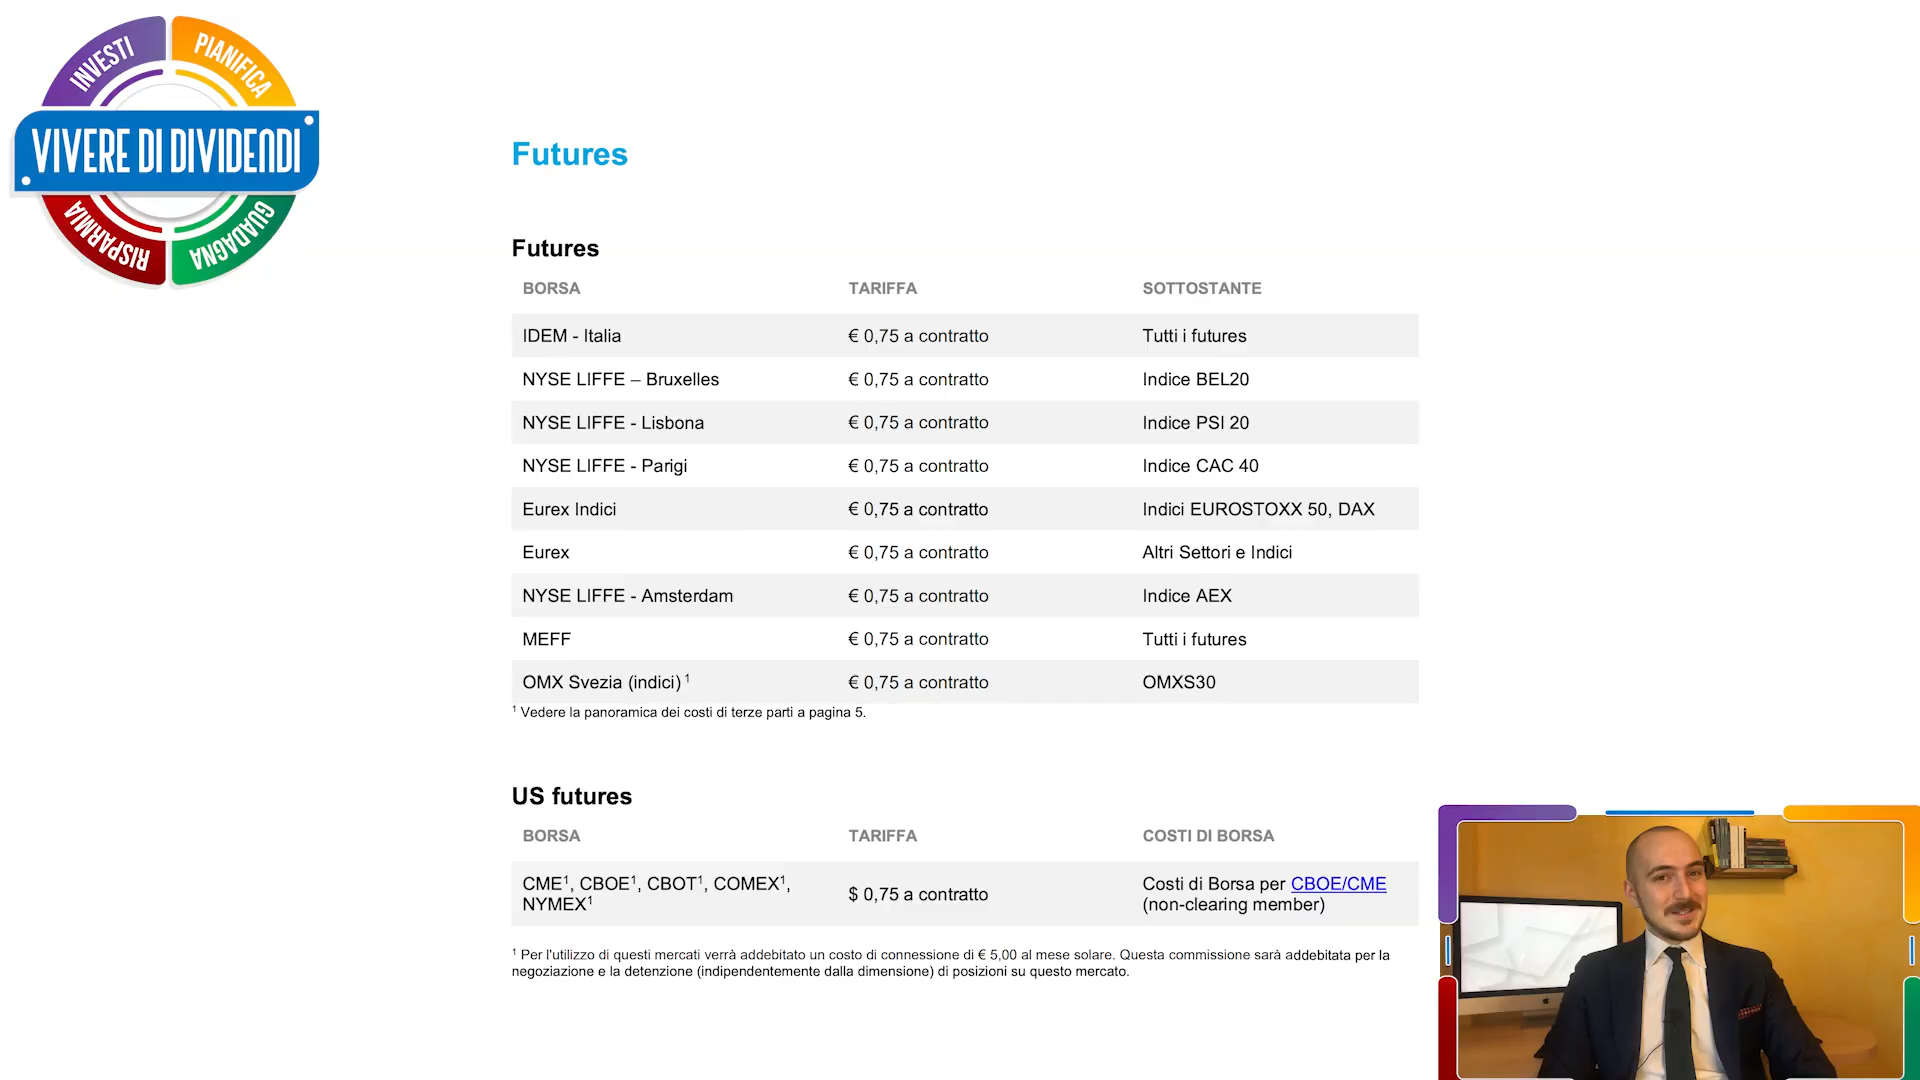 INVESTI
PIANIFICA
VIVERE DI DIVIDENDI
RISPARMIA
GUADAGNA
Futures
Futures
BORSA TARIFFA SOTTOSTANTE
IDEM - Italia € 0,75 a contratto Tutti i futures
NYSE LIFFE – Bruxelles € 0,75 a contratto Indice BEL20
NYSE LIFFE - Lisbona € 0,75 a contratto Indice PSI 20
NYSE LIFFE - Parigi € 0,75 a contratto Indice CAC 40
Eurex Indici € 0,75 a contratto Indici EUROSTOXX 50, DAX
Eurex € 0,75 a contratto Altri Settori e Indici
NYSE LIFFE - Amsterdam € 0,75 a contratto Indice AEX
MEFF € 0,75 a contratto Tutti i futures
OMX Svezia (indici) ¹ € 0,75 a contratto OMXS30
¹ Vedere la panoramica dei costi di terze parti a pagina 5.
US futures
BORSA TARIFFA COSTI DI BORSA
CME¹, CBOE¹, CBOT¹, COMEX¹,
NYMEX¹
$ 0,75 a contratto
Costi di Borsa per CBOE/CME
(non-clearing member)
¹ Per l'utilizzo di questi mercati verrà addebitato un costo di connessione di € 5,00 al mese solare. Questa commissione sarà addebitata per la
negoziazione e la detenzione (indipendentemente dalla dimensione) di posizioni su questo mercato.